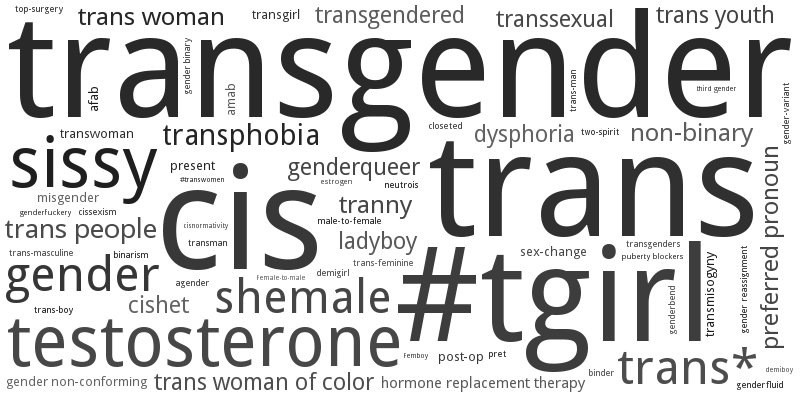 top-surgery
trans woman
transgirl
transgendered
transsexual
trans youth
transgender
afab
gender binary
amab
trans-man
third gender
gender-variant
transwoman
transphobia
closeted
dysphoria
two-spirit
non-binary
sissy
present
#transwomen
genderqueer
estrogen
neutrois
trans
misgender
genderfuckery
cissexism
cis
cisnormativity
tranny
male-to-female
preferred pronoun
trans people
transman
ladyboy
sex-change
transgenders
puberty blockers
trans-masculine
binarism
gender
agender
Female-to-male
demigirl
trans-feminine
#tgirl
genderbend
transmisogyny
gender reassignment
trans-boy
cishet
shemale
testosterone
Femboy
post-op
pret
binder
trans*
demiboy
gender non-conforming
trans woman of color
hormone replacement therapy
genderfluid